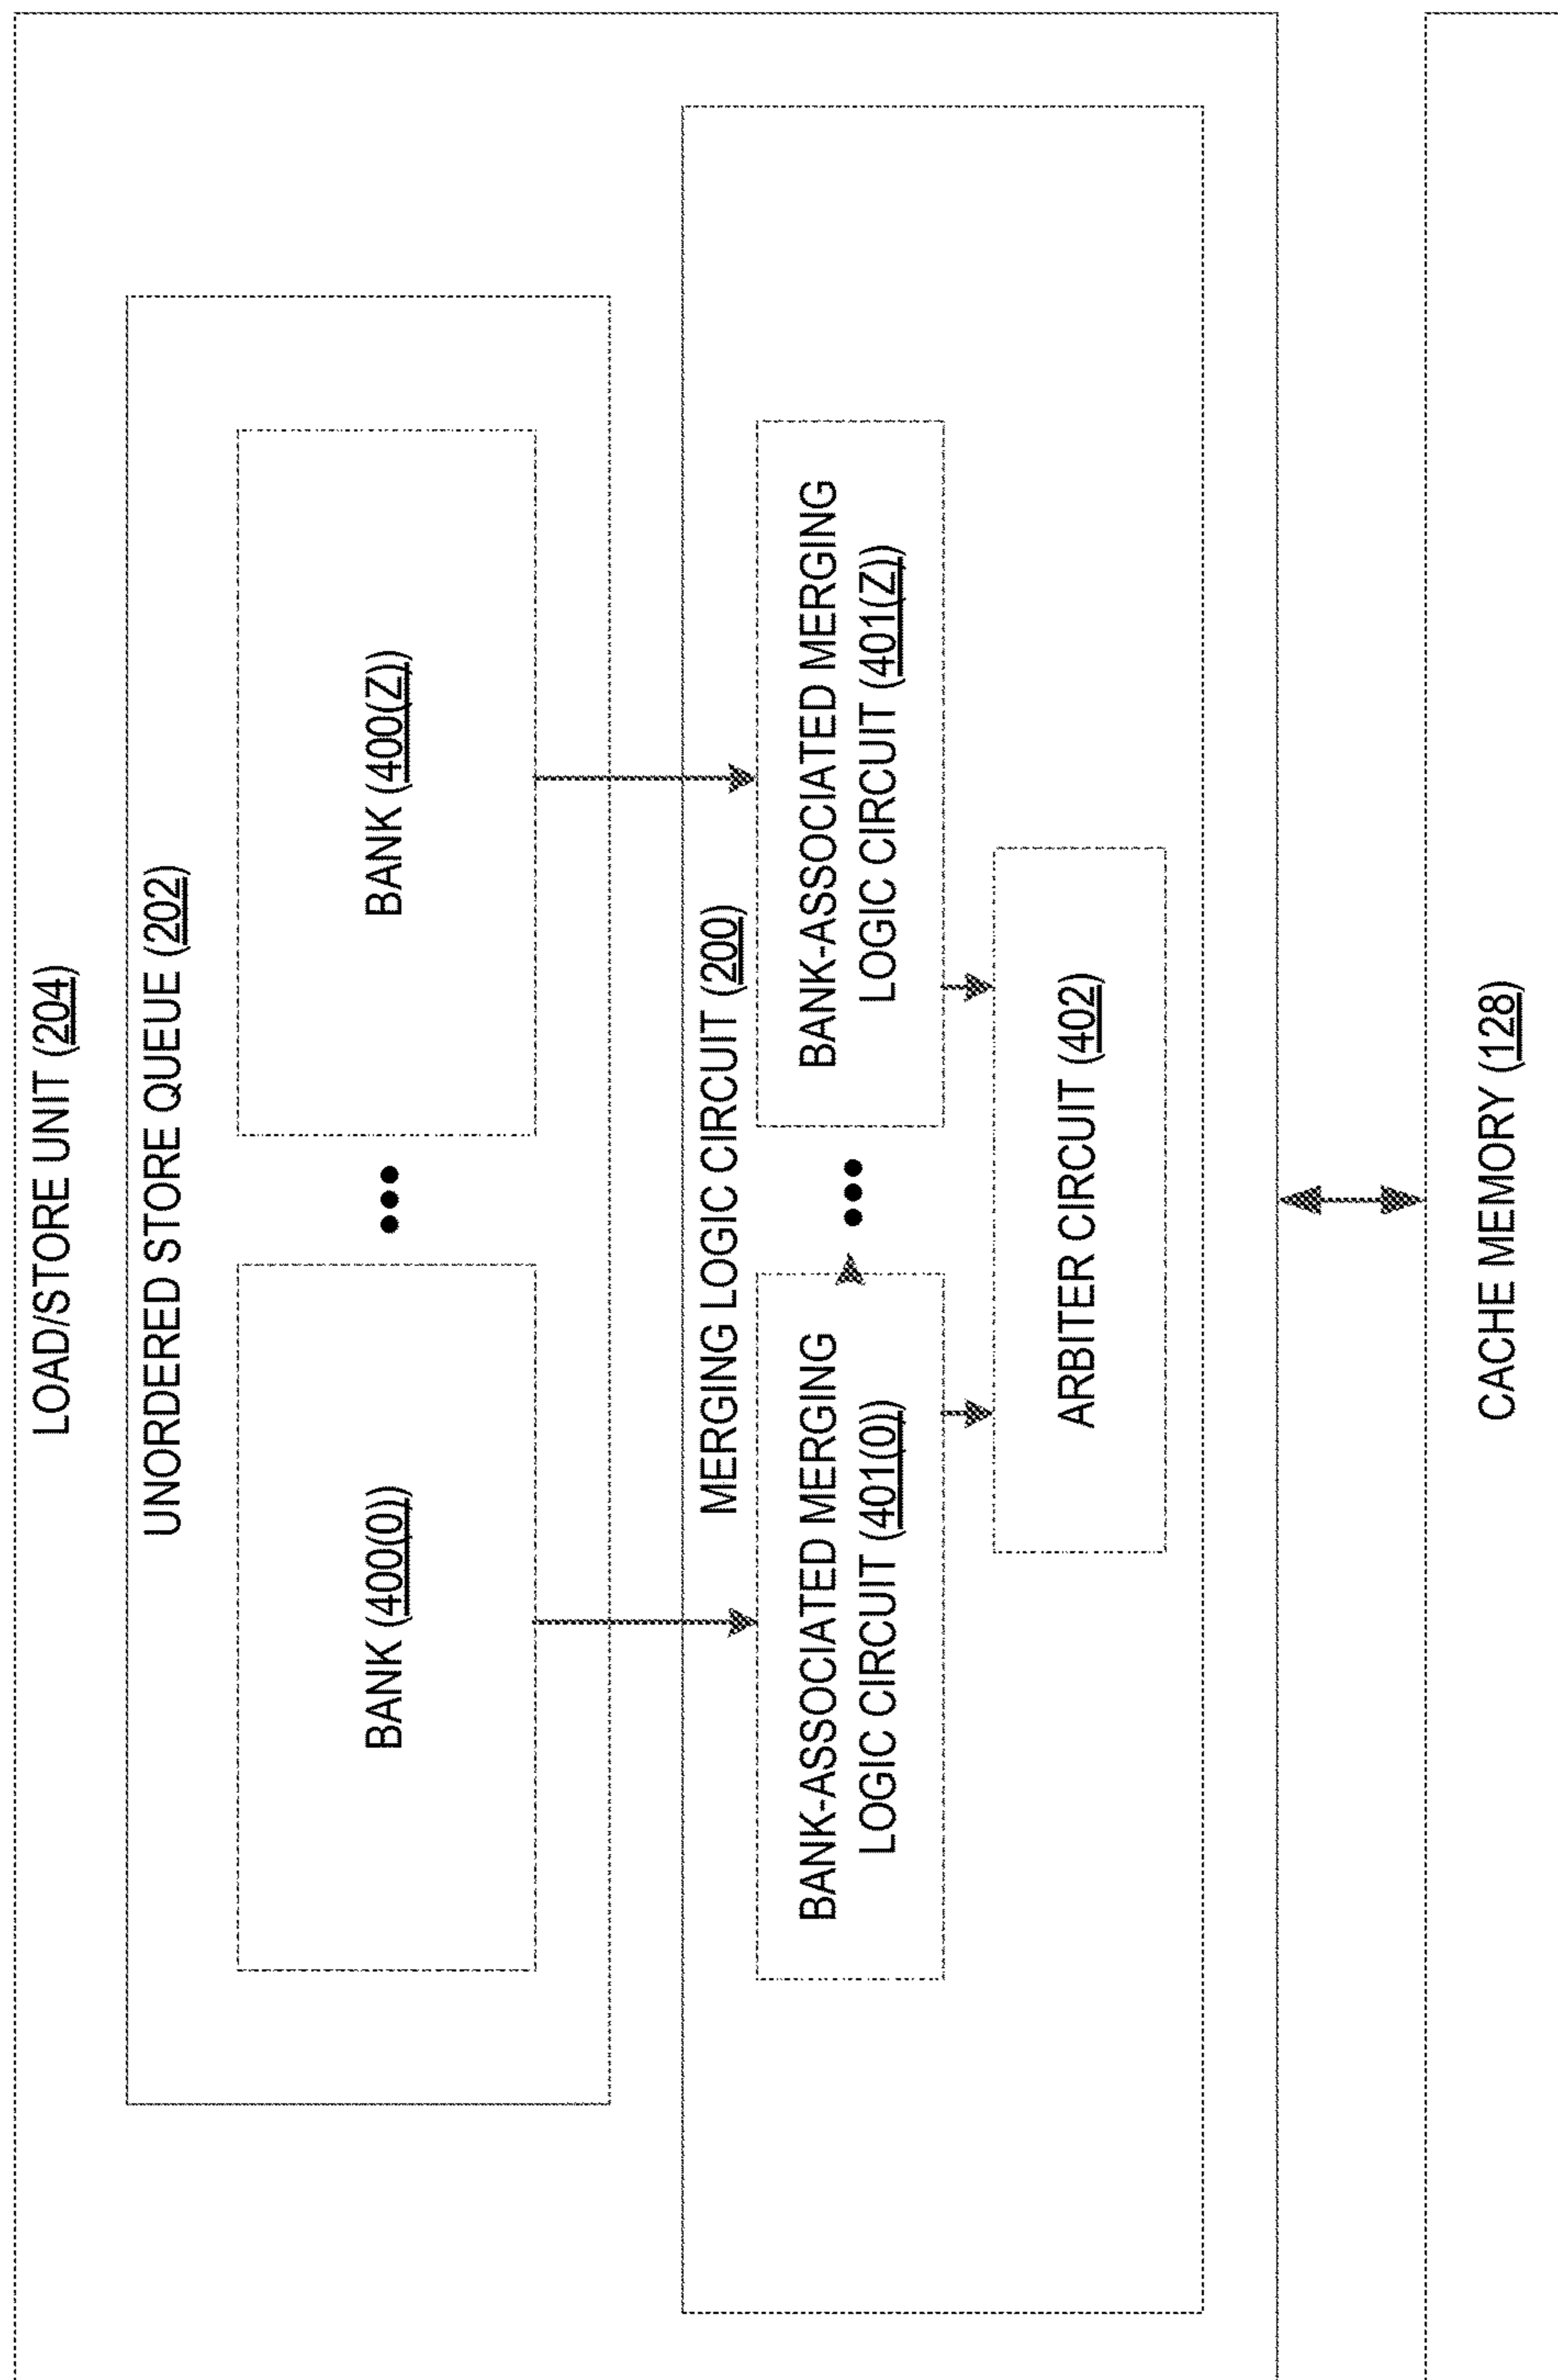 LOAD/STORE UNIT (204)
UNORDERED STORE QUEUE (202)
BANK (400(0))
BANK (400(Z))
MERGING LOGIC CIRCUIT (200)
BANK-ASSOCIATED MERGING
LOGIC CIRCUIT (401(0))
BANK-ASSOCIATED MERGING
LOGIC CIRCUIT (401(Z))
ARBITER CIRCUIT (402)
CACHE MEMORY (128)